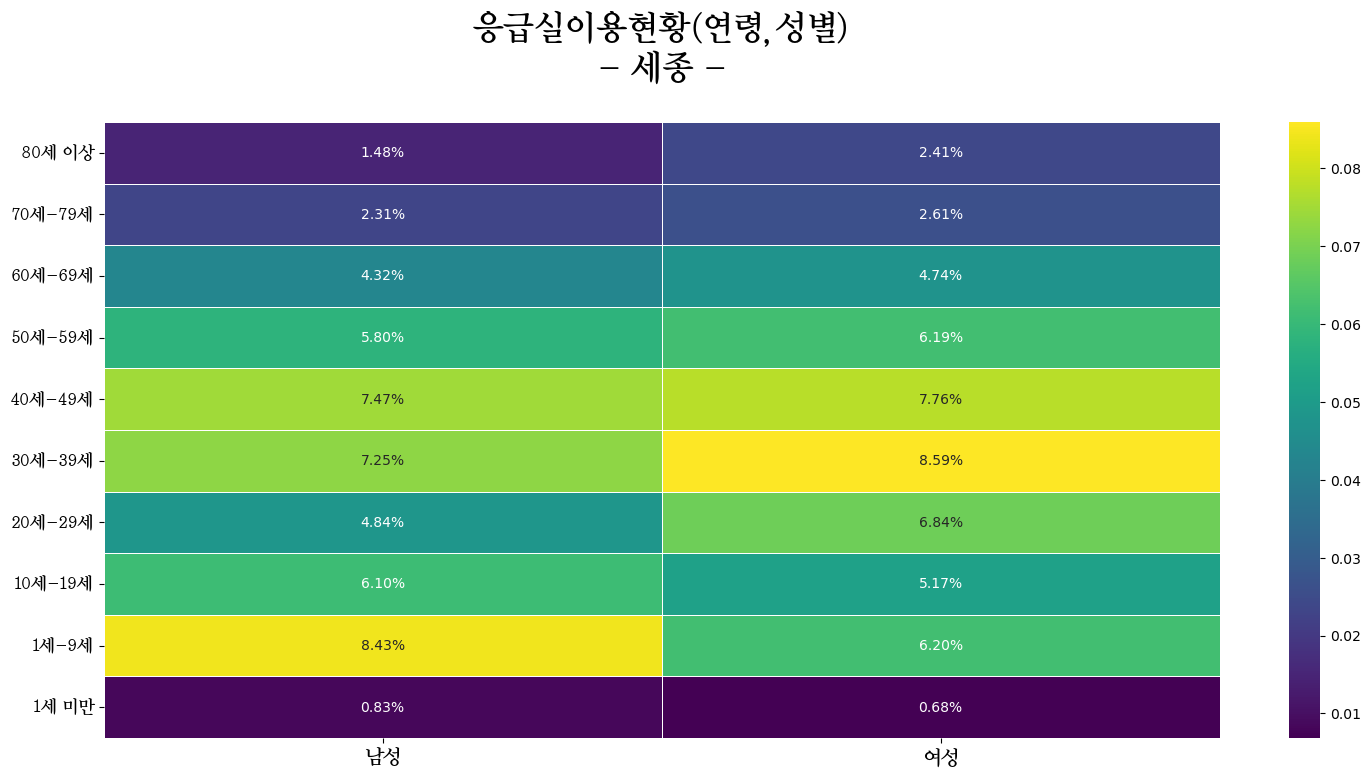 응급실이용현황(연령, 성별)
- 세종 -
80세 이상 1.48% 2.41%
70세-79세 2.31% 2.61%
60세-69세 4.32% 4.74%
50세-59세 5.80% 6.19%
40세-49세 7.47% 7.76%
30세-39세 7.25% 8.59%
20세-29세 4.84% 6.84%
10세-19세 6.10% 5.17%
1세-9세 8.43% 6.20%
1세 미만 0.83% 0.68%
남성 여성
0.08
0.07
0.06
0.05
0.04
0.03
0.02
0.01